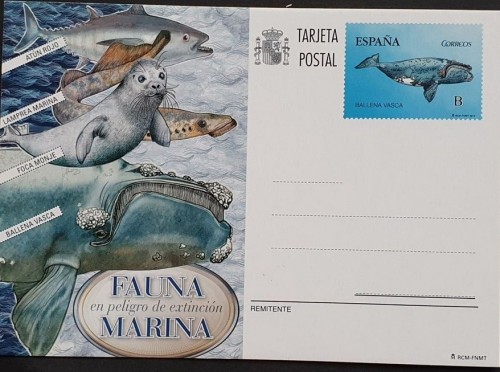 ATÚN ROJO
LAMPREA MARINA
FOCA MONJE
BALLENA VASCA
FAUNA
en peligro de extinción
MARINA
TARJETA
POSTAL
ESPAÑA
CORREOS
BALLENA VASCA
B
REMITENTE
RCM-FNMT